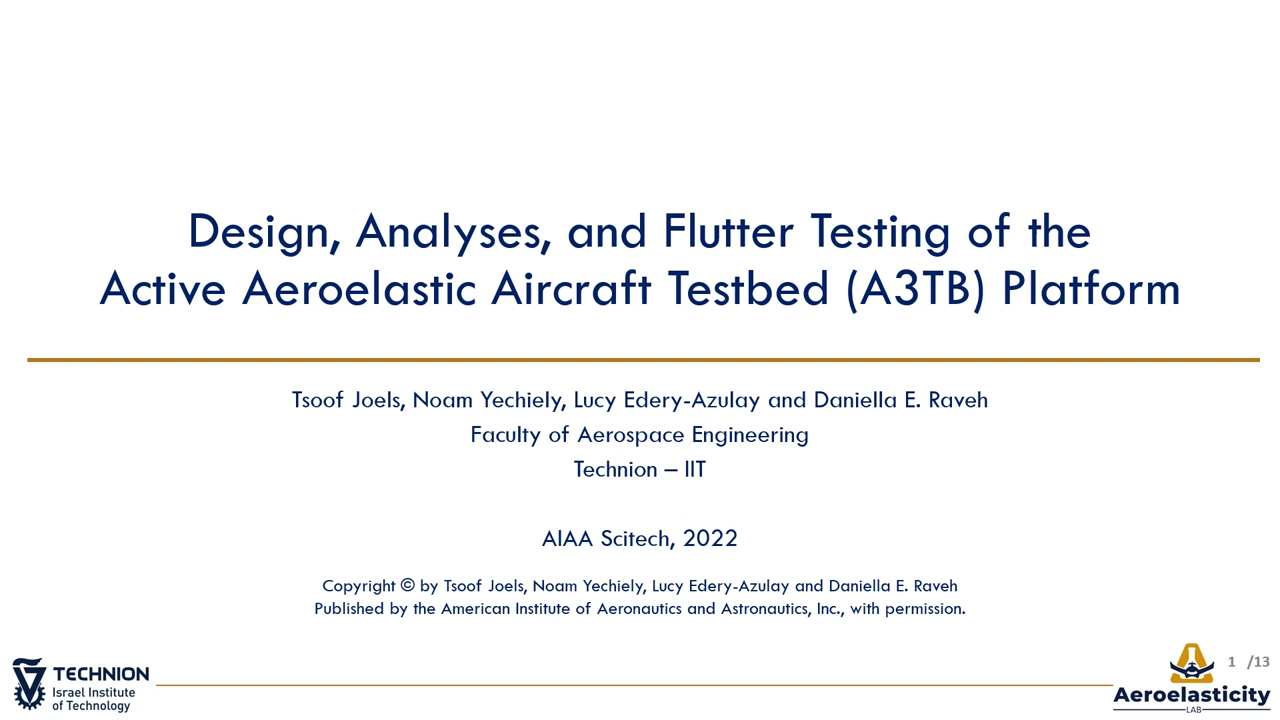 Design, Analyses, and Flutter Testing of the
Active Aeroelastic Aircraft Testbed (A3TB) Platform
Tsoof Joels, Noam Yechiely, Lucy Edery-Azulay and Daniella E. Raveh
Faculty of Aerospace Engineering
Technion – IIT
AIAA Scitech, 2022
Copyright © by Tsoof Joels, Noam Yechiely, Lucy Edery-Azulay and Daniella E. Raveh
Published by the American Institute of Aeronautics and Astronautics, Inc., with permission.
TECHNION
Israel Institute
of Technology
1 /13
Aeroelasticity
LAB